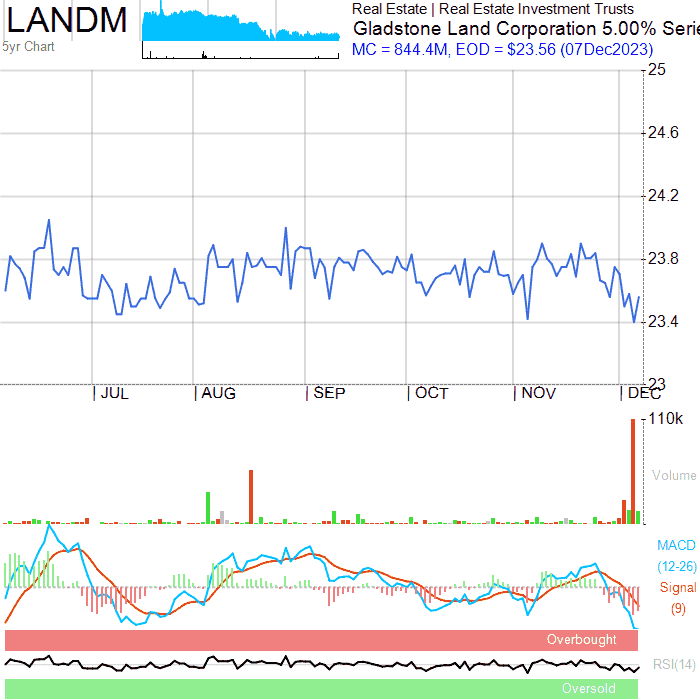 LANDM
5yr Chart
Real Estate | Real Estate Investment Trusts
Gladstone Land Corporation 5.00% Serie
MC = 844.4M, EOD = $23.56 (07Dec2023)
25
24.6
24.2
23.8
23.4
23
JUL AUG SEP OCT NOV DEC
110k
Volume
MACD
(12-26)
Signal
(9)
Overbought
RSI(14)
Oversold